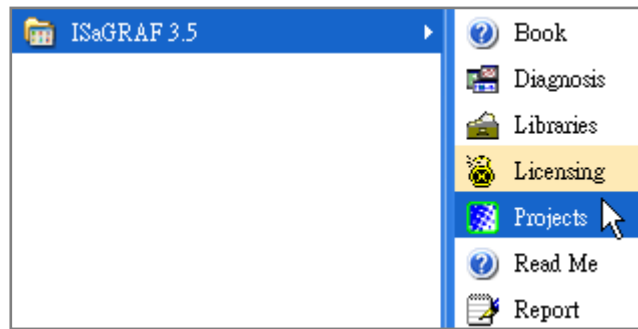 ISaGRAF 3.5
Book
Diagnosis
Libraries
Licensing
Projects
Read Me
Report